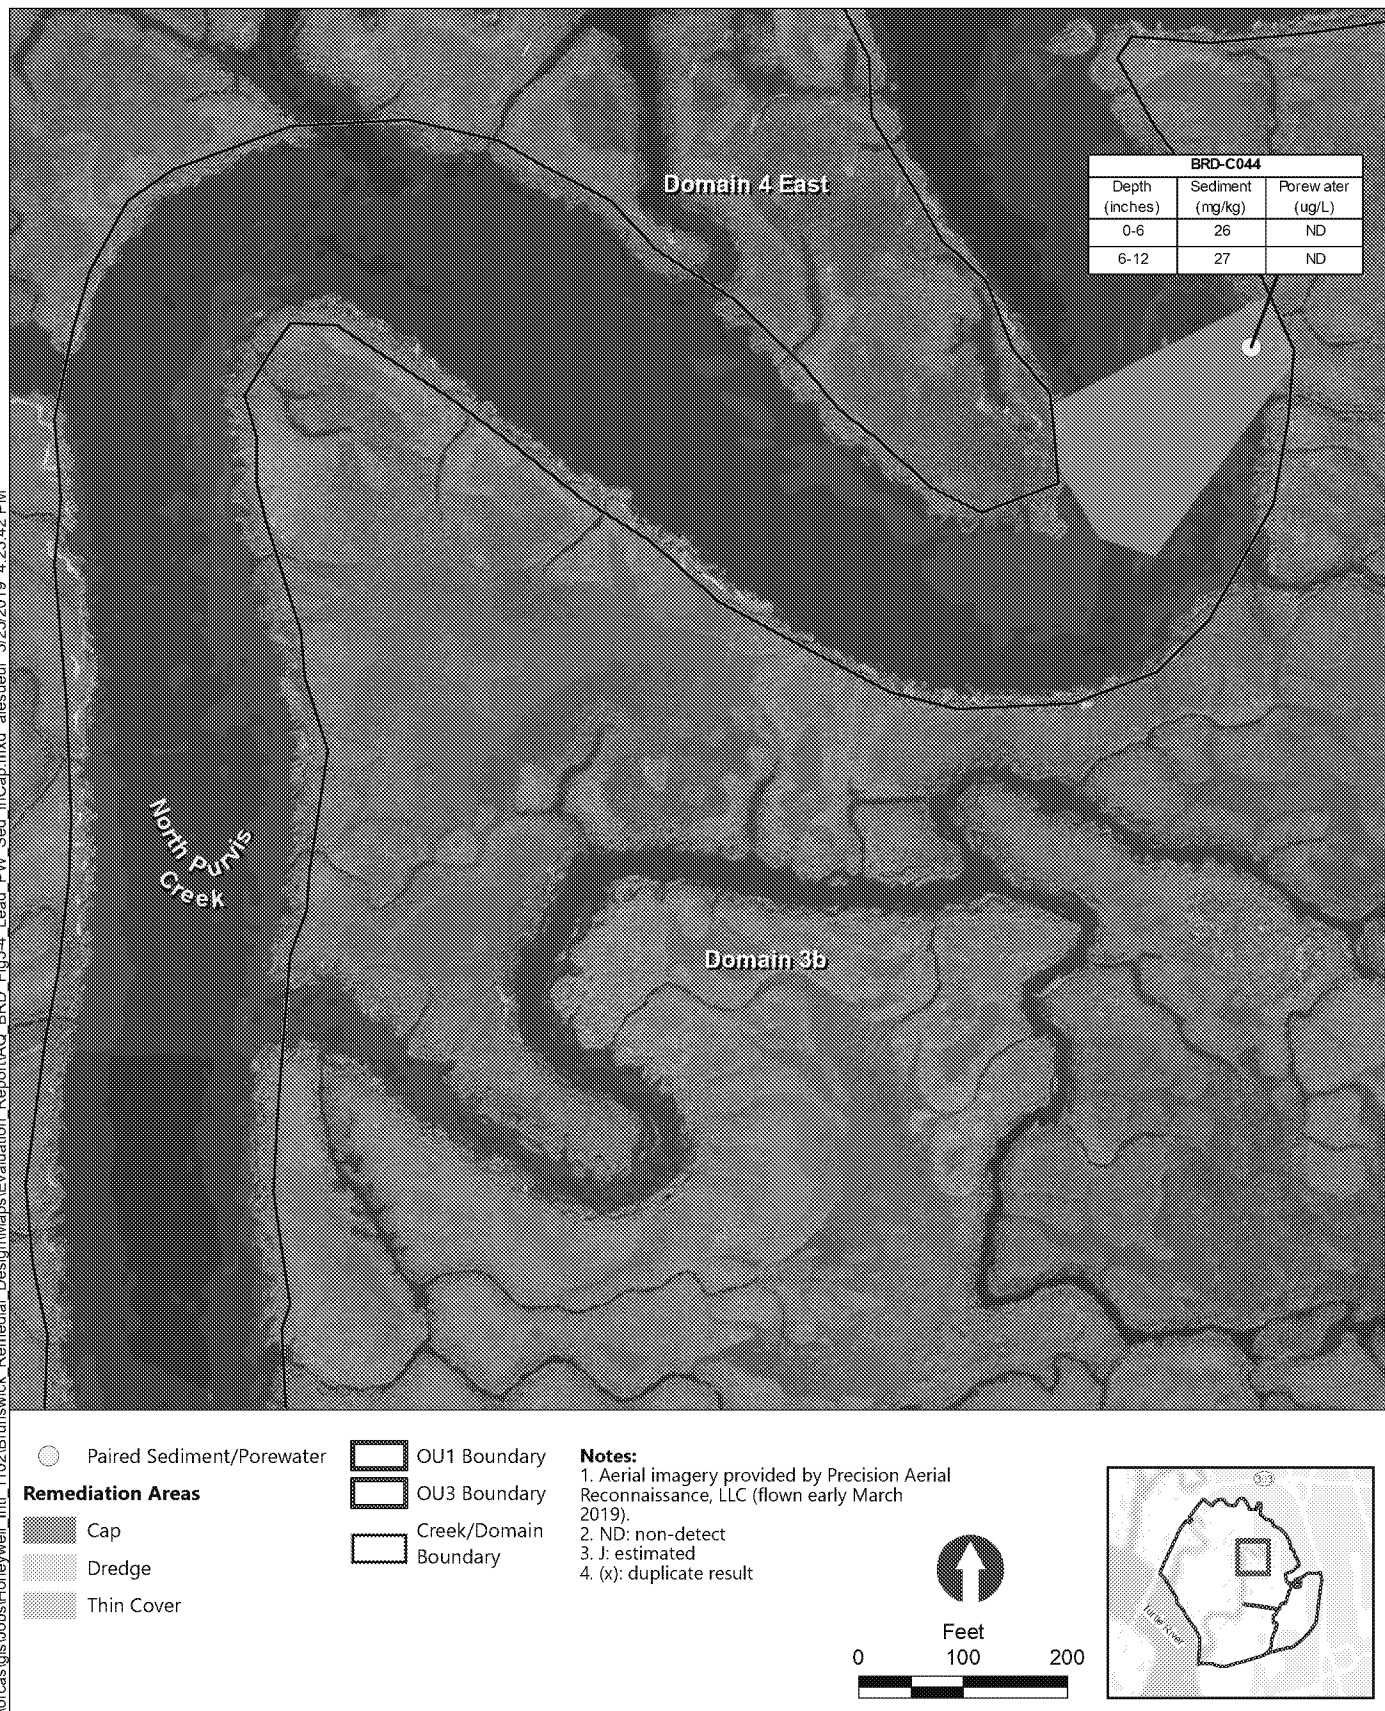 Domain 4 East
BRD-C044
Depth (inches) Sediment (mg/kg) Porewater (ug/L)
0-6 26 ND
6-12 27 ND
North Purvis
Creek
Domain 3b
Paired Sediment/Porewater
Remediation Areas
Cap
Dredge
Thin Cover
OU1 Boundary
OU3 Boundary
Creek/Domain
Boundary
Notes:
1. Aerial imagery provided by Precision Aerial
Reconnaissance, LLC (flown early March
2019).
2. ND: non-detect
3. J: estimated
4. (x): duplicate result
Feet
0 100 200
Turtle River